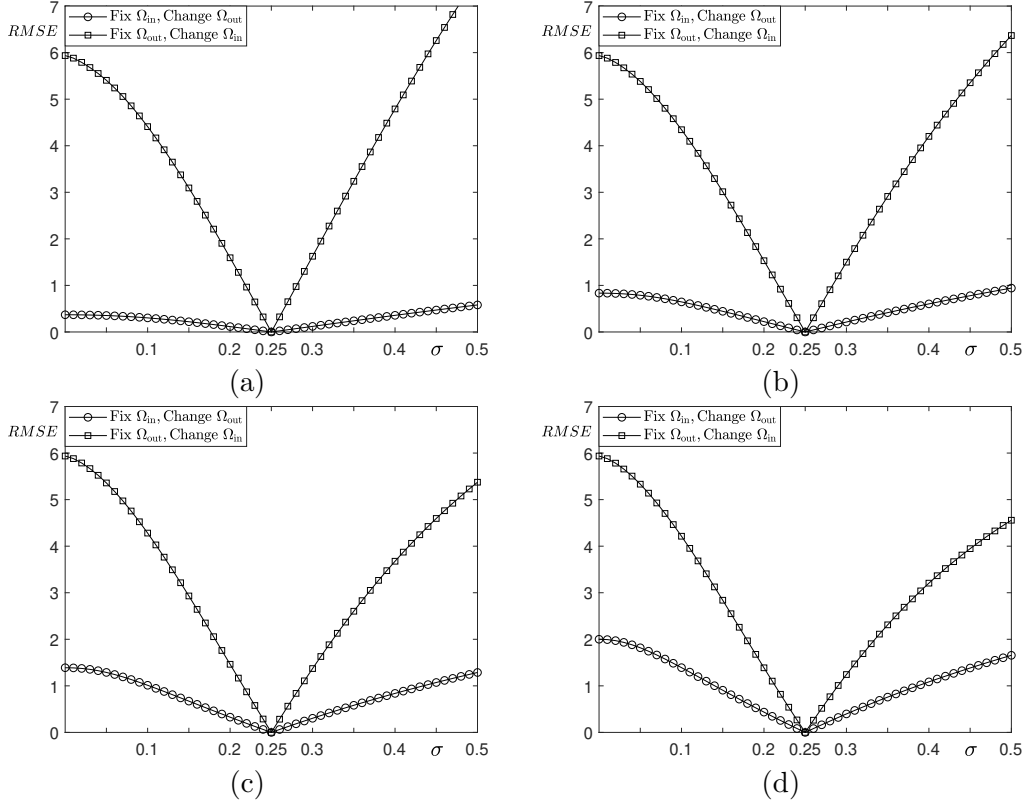 7
Fix Ωin, Change Ωout
RMSE
Fix Ωout, Change Ωin
6
5
4
3
2
1
0
0.1 0.2 0.25 0.3 0.4 σ 0.5
(a)
7
Fix Ωin, Change Ωout
RMSE
Fix Ωout, Change Ωin
6
5
4
3
2
1
0
0.1 0.2 0.25 0.3 0.4 σ 0.5
(b)
7
Fix Ωin, Change Ωout
RMSE
Fix Ωout, Change Ωin
6
5
4
3
2
1
0
0.1 0.2 0.25 0.3 0.4 σ 0.5
(c)
7
Fix Ωin, Change Ωout
RMSE
Fix Ωout, Change Ωin
6
5
4
3
2
1
0
0.1 0.2 0.25 0.3 0.4 σ 0.5
(d)